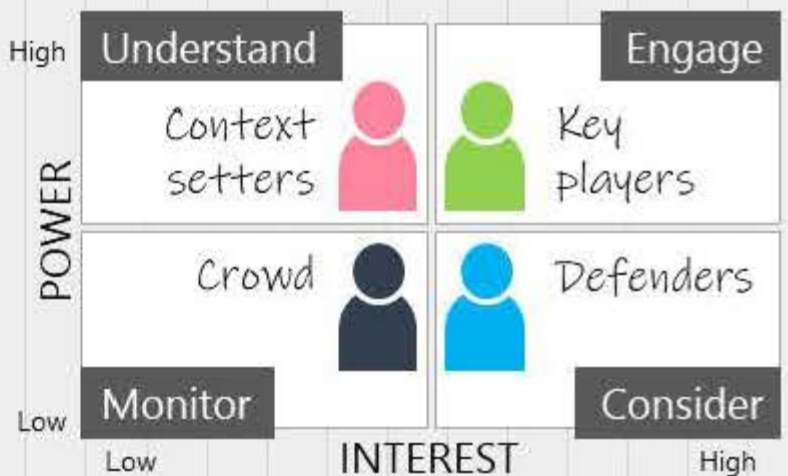 High
Understand
Engage
Context
setters
Key
players
POWER
Crowd
Defenders
Monitor
Consider
Low
Low
INTEREST
High